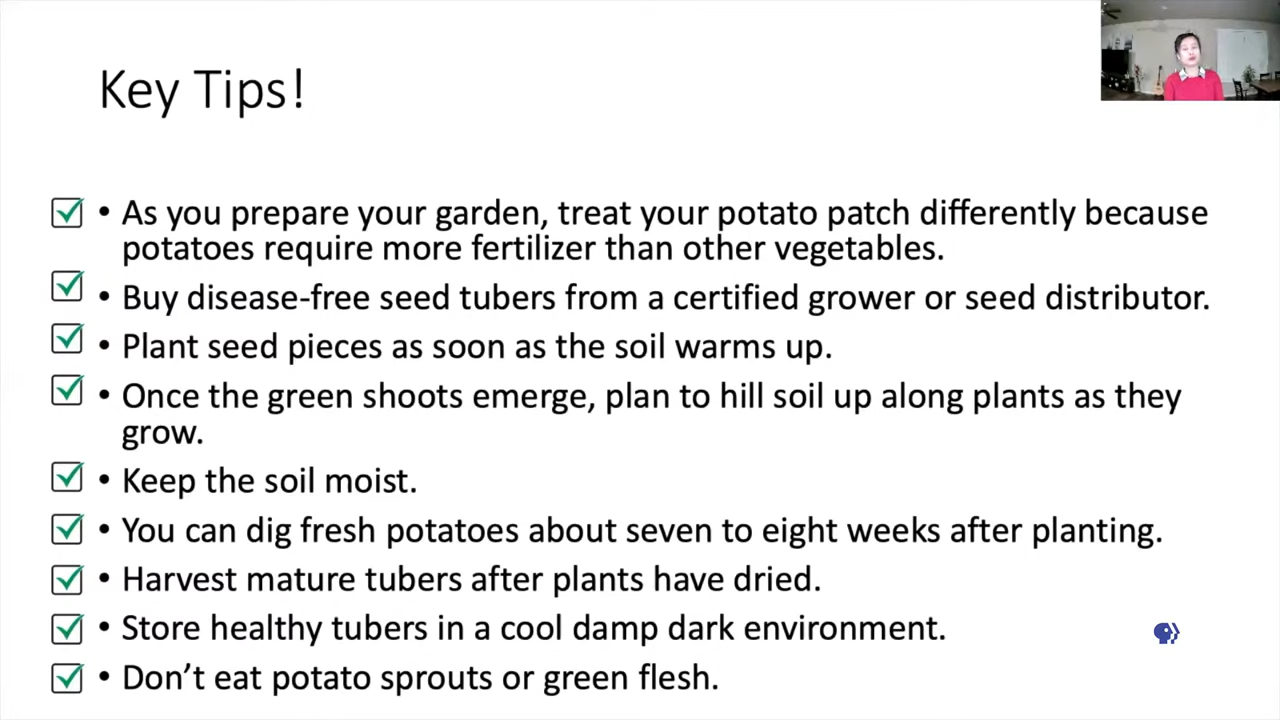 Key Tips!
• As you prepare your garden, treat your potato patch differently because
potatoes require more fertilizer than other vegetables.
• Buy disease-free seed tubers from a certified grower or seed distributor.
• Plant seed pieces as soon as the soil warms up.
• Once the green shoots emerge, plan to hill soil up along plants as they
grow.
• Keep the soil moist.
• You can dig fresh potatoes about seven to eight weeks after planting.
• Harvest mature tubers after plants have dried.
• Store healthy tubers in a cool damp dark environment.
• Don’t eat potato sprouts or green flesh.